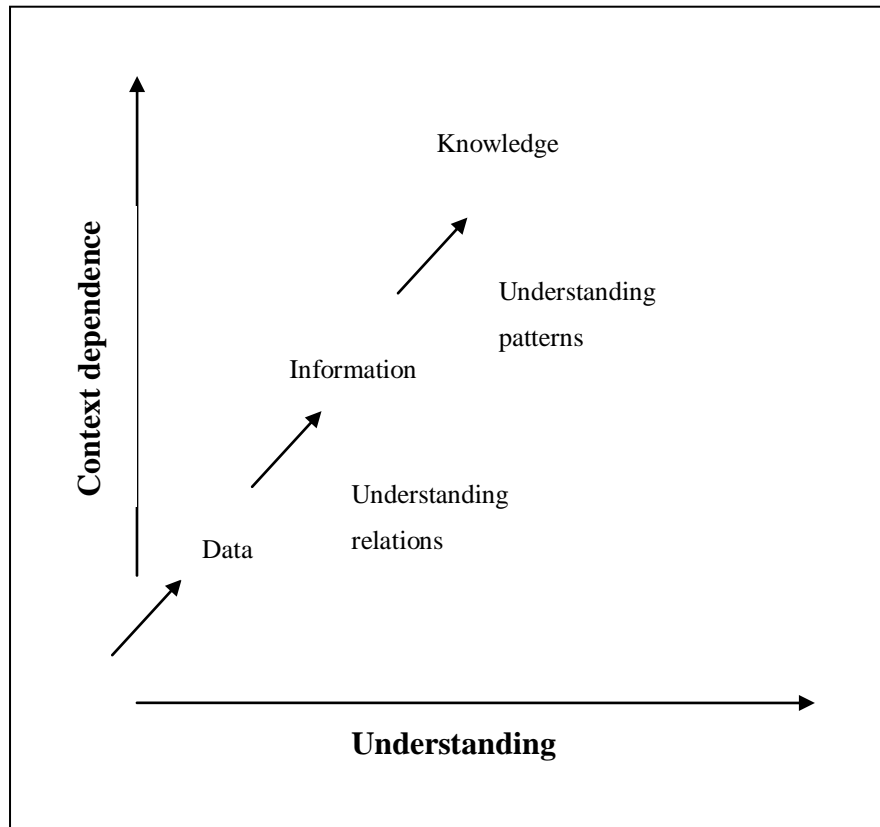 Knowledge
Understanding
patterns
Information
Context dependence
Understanding
relations
Data
Understanding